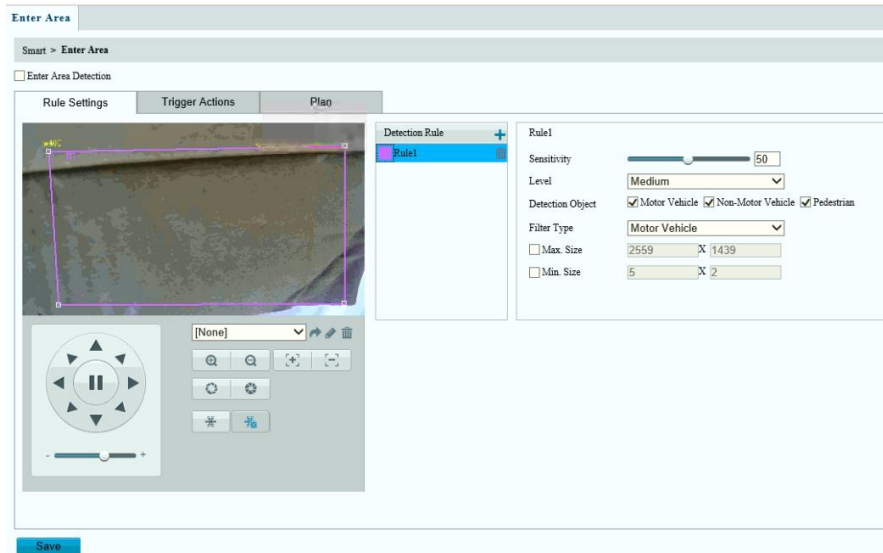 Enter Area
Smart > Enter Area
Enter Area Detection
Rule Settings
Trigger Actions
Plan
Detection Rule
Rule1
Rule1
Sensitivity 50
Level Medium
Detection Object Motor Vehicle Non-Motor Vehicle Pedestrian
Filter Type Motor Vehicle
Max. Size 2559 X 1439
Min. Size 5 X 2
[None]
- +
Save